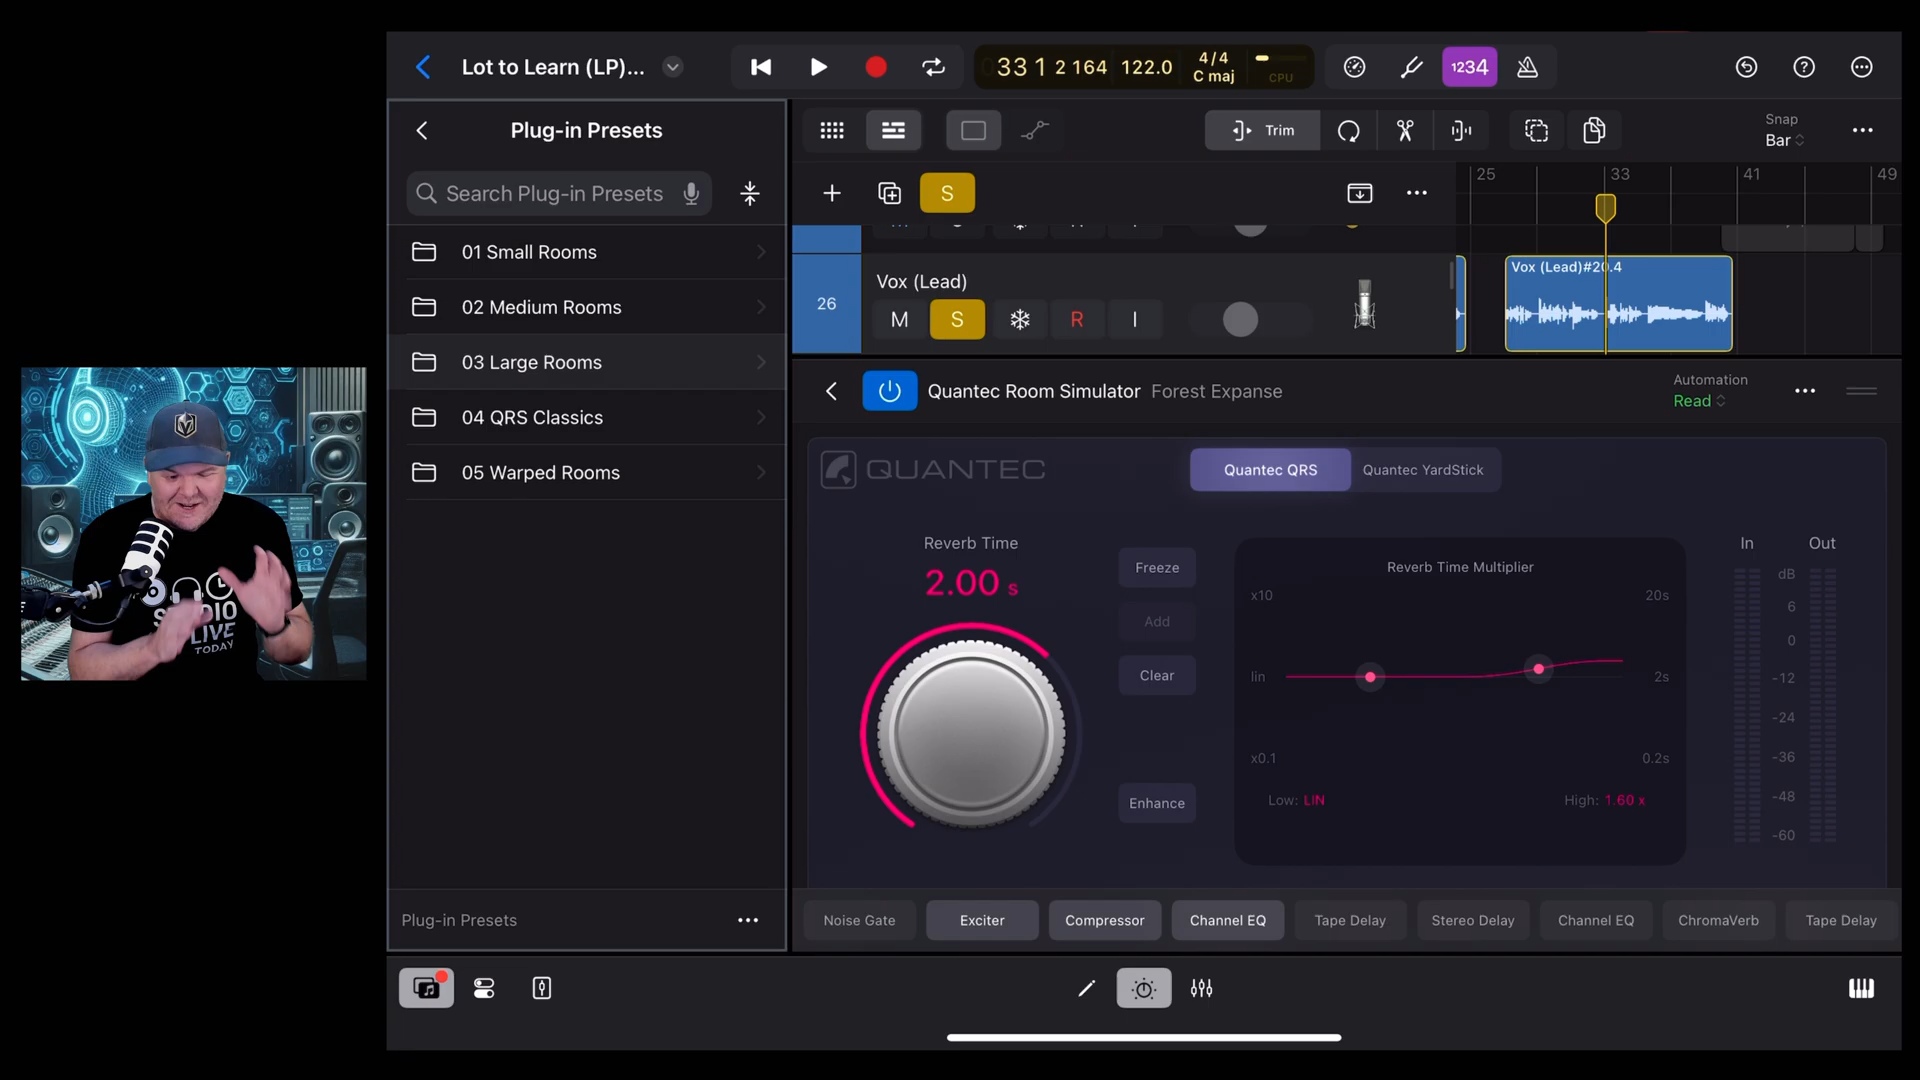 Lot to Learn (LP)...
33 1 2 164
122.0
4/4
C maj
CPU
1234
Plug-in Presets
Search Plug-in Presets
01 Small Rooms
02 Medium Rooms
03 Large Rooms
04 QRS Classics
05 Warped Rooms
Plug-in Presets
Trim
Snap
Bar
S
25
33
41
49
26
Vox (Lead)
M
S
R
I
Vox (Lead)#20.4
Quantec Room Simulator
Forest Expanse
Automation
Read
QUANTEC
Quantec QRS
Quantec YardStick
Reverb Time
2.00 s
Freeze
Add
Clear
Enhance
Reverb Time Multiplier
x10
20s
lin
2s
x0.1
0.2s
Low: LIN
High: 1.60 x
In
Out
dB
6
0
-12
-24
-36
-48
-60
Noise Gate
Exciter
Compressor
Channel EQ
Tape Delay
Stereo Delay
Channel EQ
ChromaVerb
Tape Delay
LIVE
TODAY